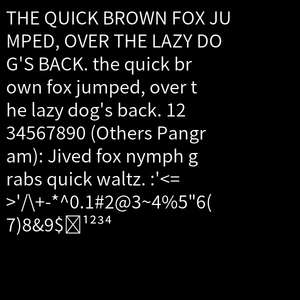 THE QUICK BROWN FOX JU
MPED, OVER THE LAZY DO
G'S BACK. the quick br
own fox jumped, over t
he lazy dog's back. 12
34567890 (Others Pangr
am): Jived fox nymph g
rabs quick waltz. :'<=
>'/\+-*^0.1#2@3~4%5"6(
7)8&9$¹²³⁴